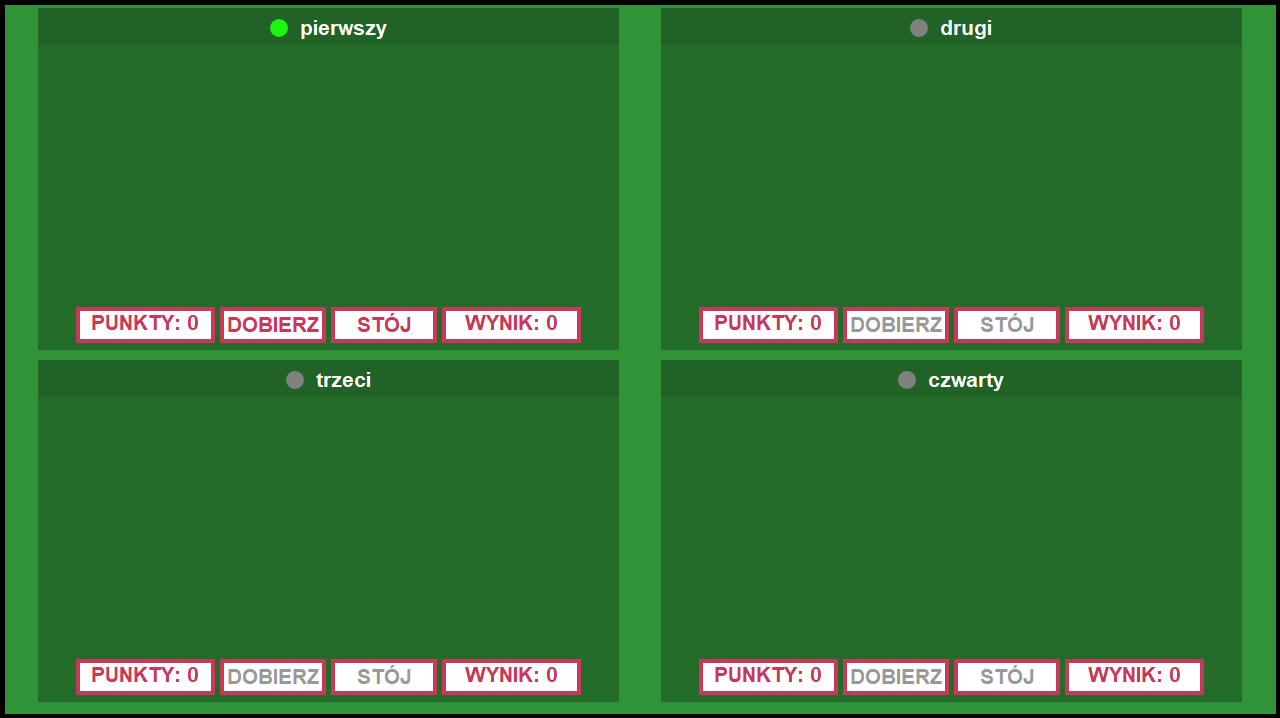 pierwszy
PUNKTY: 0 DOBIERZ STÓJ WYNIK: 0
drugi
PUNKTY: 0 DOBIERZ STÓJ WYNIK: 0
trzeci
PUNKTY: 0 DOBIERZ STÓJ WYNIK: 0
czwarty
PUNKTY: 0 DOBIERZ STÓJ WYNIK: 0